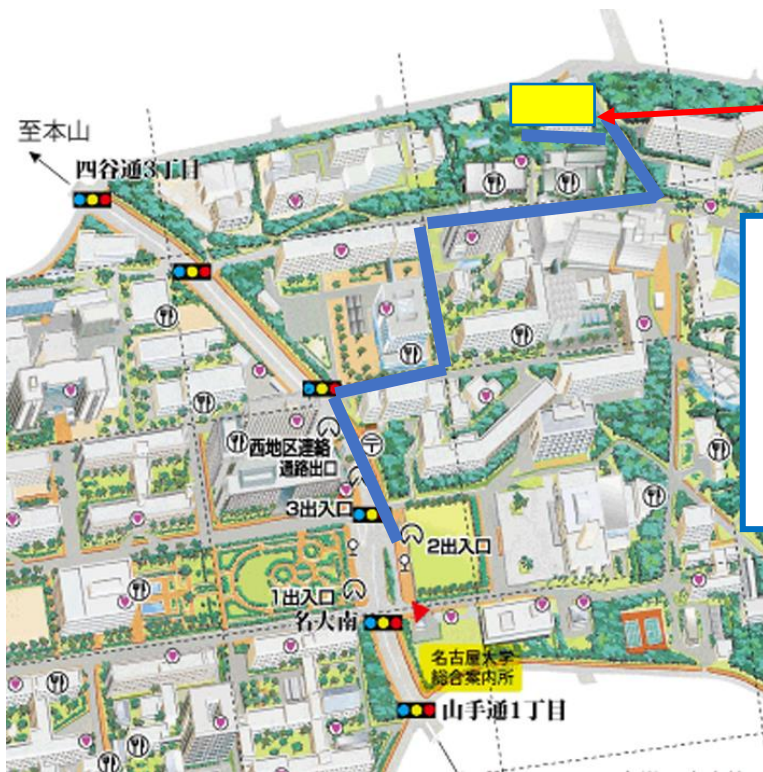 至本山
四谷通3丁目
西地区連絡
通路出口
3出入口
2出入口
1出入口
名大南
名古屋大学
総合案内所
山手通1丁目